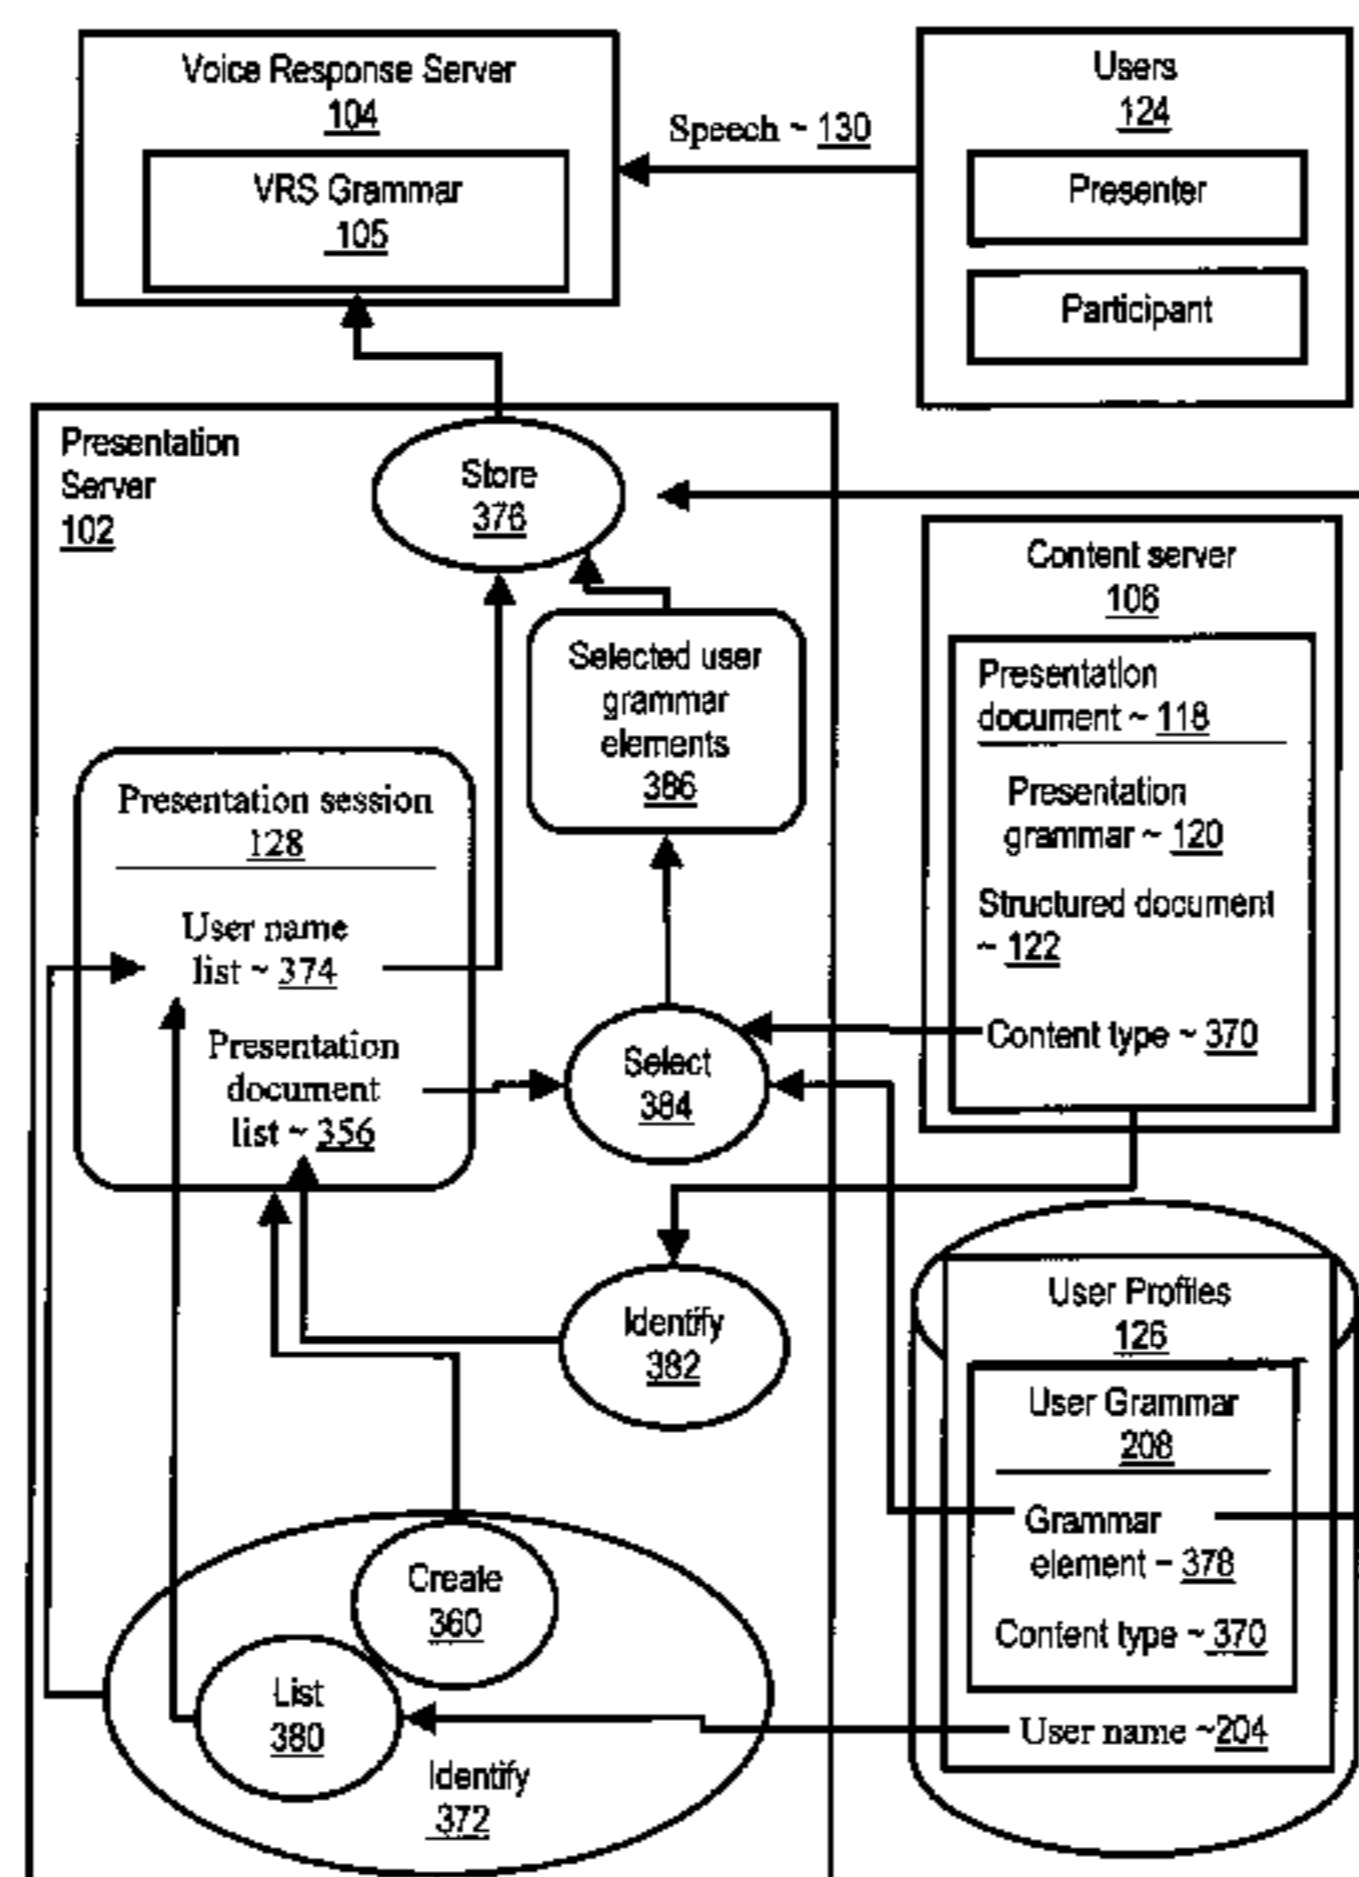 Voice Response Server
104
VRS Grammar
105
Speech ~ 130
Users
124
Presenter
Participant
Presentation
Server
102
Store
376
Content server
106
Presentation
document ~ 118
Presentation
grammar ~ 120
Structured document
~ 122
Content type ~ 370
Selected user
grammar
elements
386
Presentation session
128
User name
list ~ 374
Presentation
document
list ~ 356
Select
384
Identify
382
User Profiles
126
User Grammar
208
Grammar
element ~ 378
Content type ~ 370
User name ~204
Create
360
List
380
Identify
372